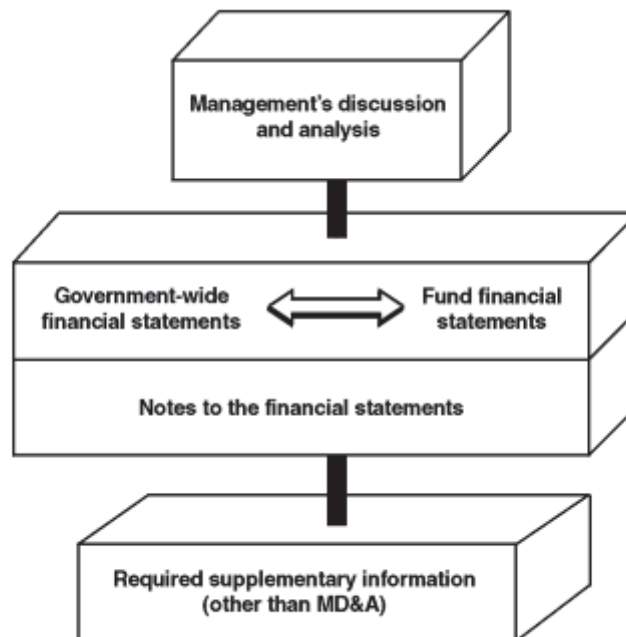 Management's discussion
and analysis
Government-wide
financial statements
Fund financial
statements
Notes to the financial statements
Required supplementary information
(other than MD&A)